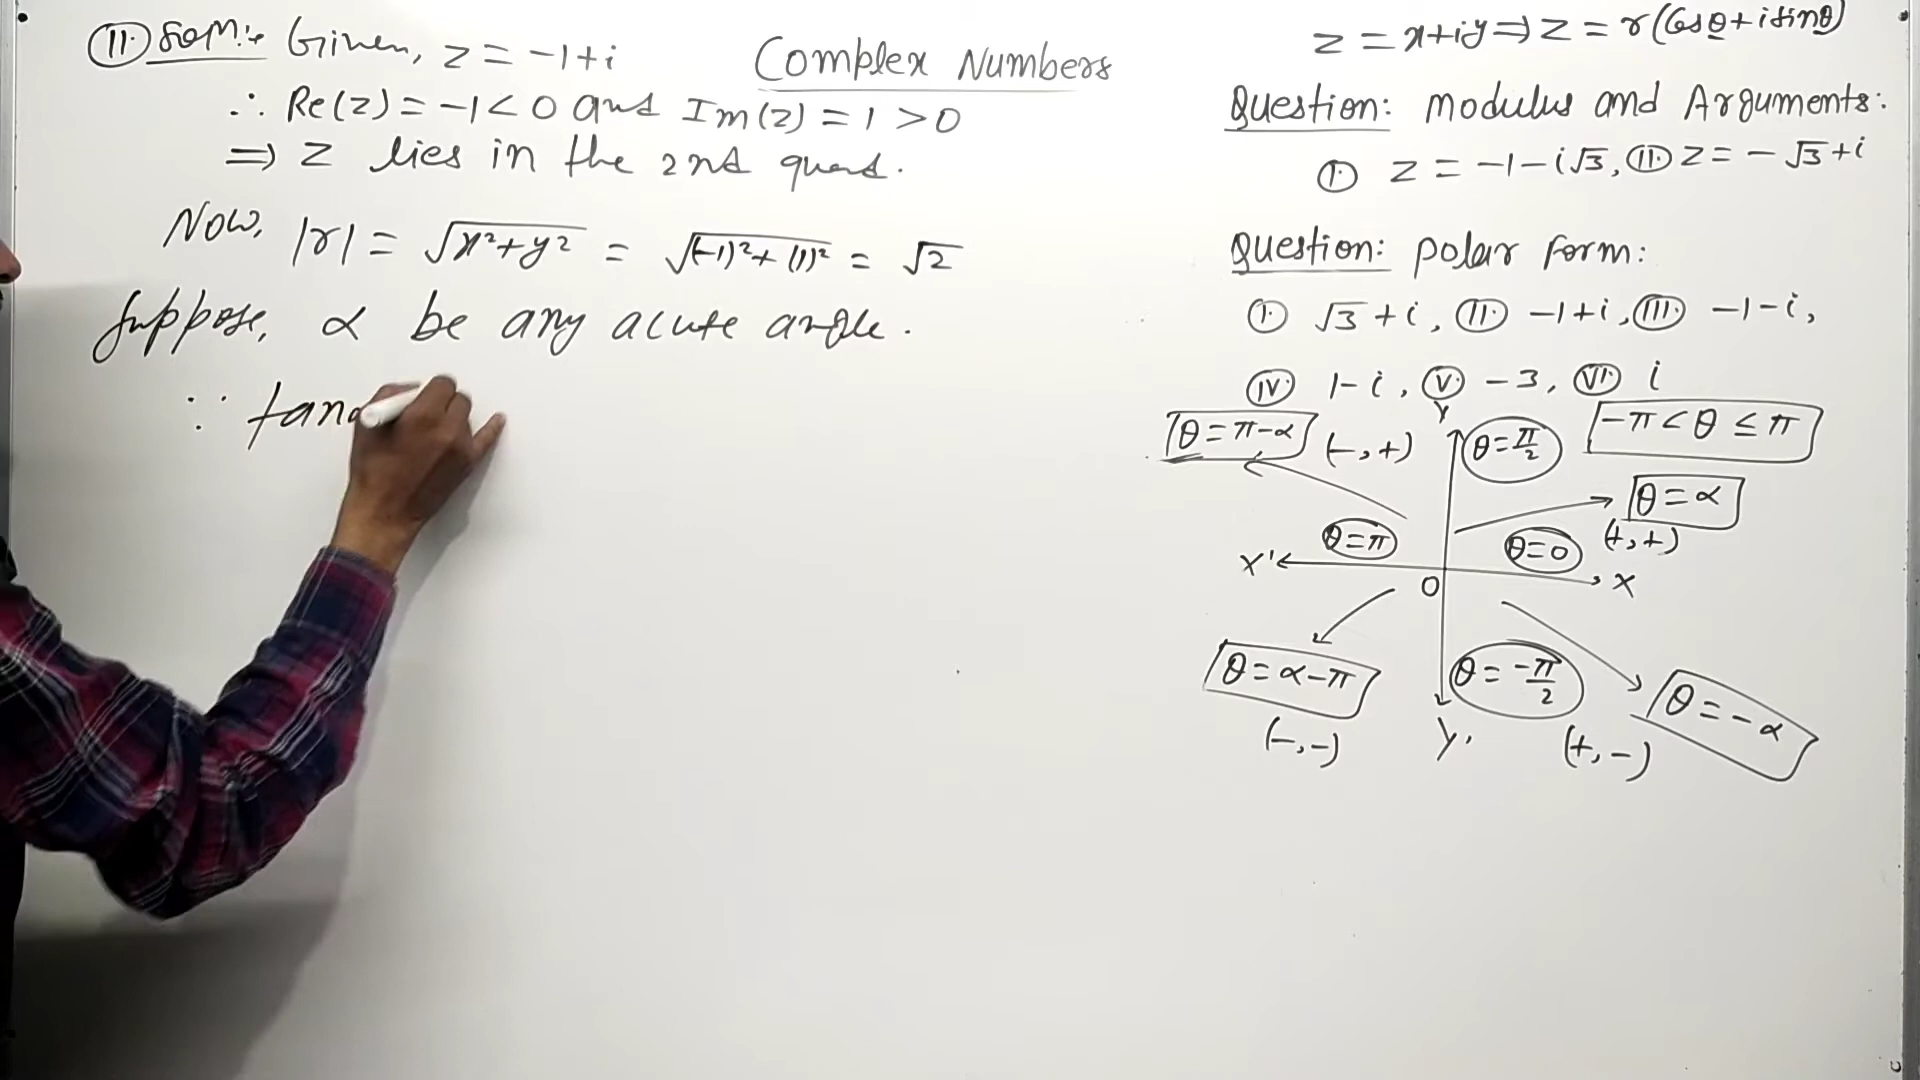 (II.) Soln:- Given, z = -1+i
∴ Re(z) = -1 < 0 and Im(z) = 1 > 0
⇒ z lies in the 2nd quad.
Now, |r| = √x²+y² = √(-1)²+(1)² = √2
Suppose, α be any acute angle.
∵ tanα
Complex Numbers
z = x+iy ⇒ z = r(Cosθ+iSinθ)
Question: Modulus and Arguments:
(I.) z = -1-i√3, (II.) z = -√3+i
Question: Polar Form:
(I.) √3+i, (II.) -1+i, (III.) -1-i,
(IV.) 1-i, (V.) -3, (VI.) i
θ = π-α (-,+) Y θ = π/2 -π < θ ≤ π
θ = α
(+,+)
θ=π θ=0
X' O X
θ = α-π θ = -π/2 θ = -α
(-,-) Y' (+,-)